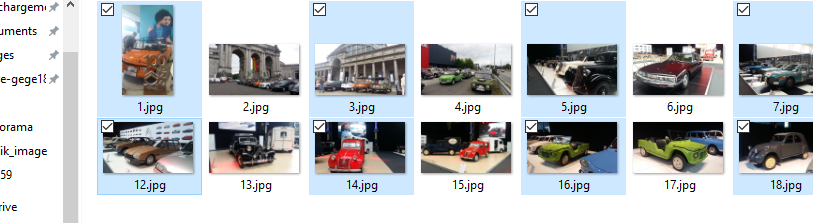 chargeme
1.jpg
2.jpg
3.jpg
4.jpg
5.jpg
6.jpg
7.jpg
uments
ges
e-gege18
orama
ik_image
59
rive
12.jpg
13.jpg
14.jpg
15.jpg
16.jpg
17.jpg
18.jpg